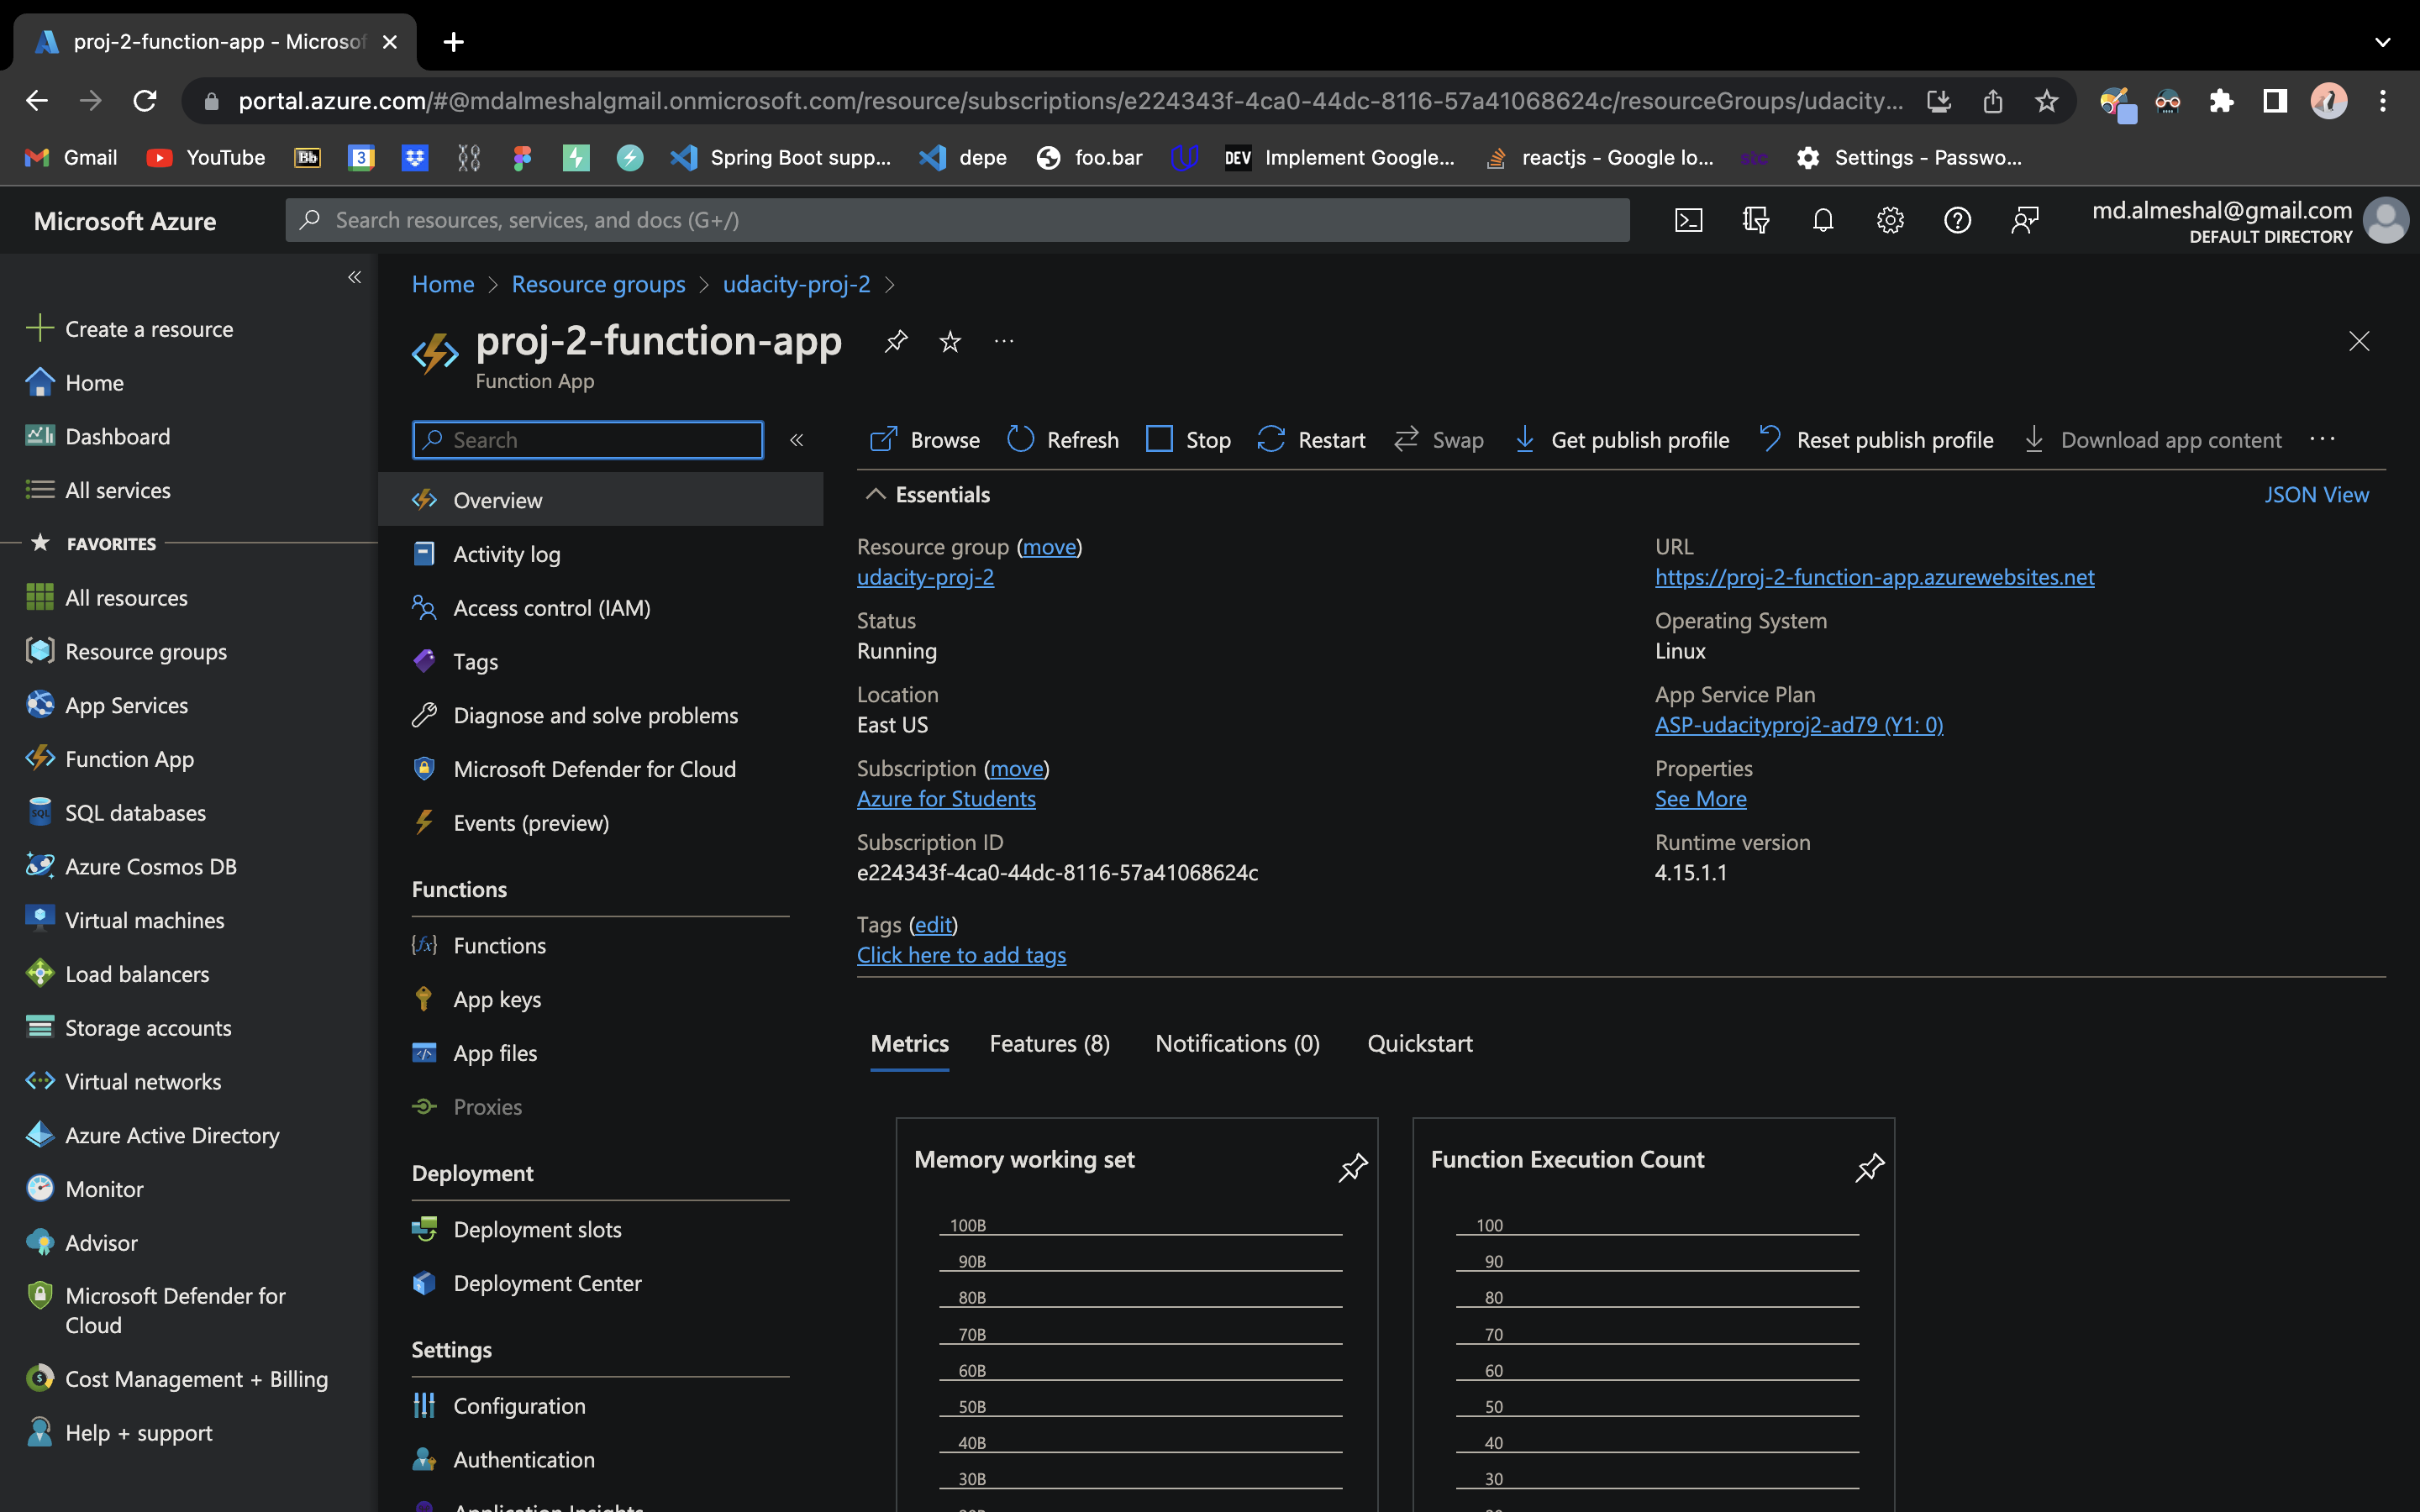 proj-2-function-app - Microsof
portal.azure.com/#@mdalmeshalgmail.onmicrosoft.com/resource/subscriptions/e224343f-4ca0-44dc-8116-57a41068624c/resourceGroups/udacity...
Gmail
YouTube
Bb
3
Spring Boot supp...
depe
foo.bar
DEV
Implement Google...
reactjs - Google lo...
stc
Settings - Passwo...
Microsoft Azure
Search resources, services, and docs (G+/)
md.almeshal@gmail.com
DEFAULT DIRECTORY
Create a resource
Home
Dashboard
All services
FAVORITES
All resources
Resource groups
App Services
Function App
SQL databases
Azure Cosmos DB
Virtual machines
Load balancers
Storage accounts
Virtual networks
Azure Active Directory
Monitor
Advisor
Microsoft Defender for
Cloud
Cost Management + Billing
Help + support
Home > Resource groups > udacity-proj-2 >
proj-2-function-app
Function App
Search
Overview
Activity log
Access control (IAM)
Tags
Diagnose and solve problems
Microsoft Defender for Cloud
Events (preview)
Functions
Functions
App keys
App files
Proxies
Deployment
Deployment slots
Deployment Center
Settings
Configuration
Authentication
Application Insights
Browse
Refresh
Stop
Restart
Swap
Get publish profile
Reset publish profile
Download app content
Essentials
JSON View
Resource group (move)
udacity-proj-2
Status
Running
Location
East US
Subscription (move)
Azure for Students
Subscription ID
e224343f-4ca0-44dc-8116-57a41068624c
URL
https://proj-2-function-app.azurewebsites.net
Operating System
Linux
App Service Plan
ASP-udacityproj2-ad79 (Y1: 0)
Properties
See More
Runtime version
4.15.1.1
Tags (edit)
Click here to add tags
Metrics
Features (8)
Notifications (0)
Quickstart
Memory working set
100B
90B
80B
70B
60B
50B
40B
30B
Function Execution Count
100
90
80
70
60
50
40
30